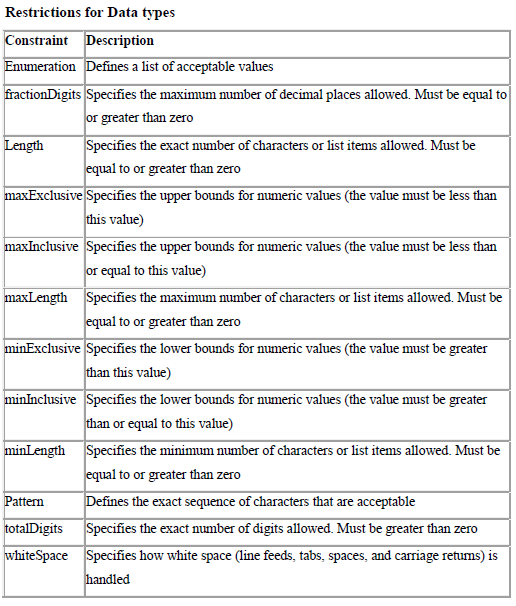 Restrictions for Data types
Constraint Description
Enumeration Defines a list of acceptable values
fractionDigits Specifies the maximum number of decimal places allowed. Must be equal to
or greater than zero
Length Specifies the exact number of characters or list items allowed. Must be
equal to or greater than zero
maxExclusive Specifies the upper bounds for numeric values (the value must be less than
this value)
maxInclusive Specifies the upper bounds for numeric values (the value must be less than
or equal to this value)
maxLength Specifies the maximum number of characters or list items allowed. Must be
equal to or greater than zero
minExclusive Specifies the lower bounds for numeric values (the value must be greater
than this value)
minInclusive Specifies the lower bounds for numeric values (the value must be greater
than or equal to this value)
minLength Specifies the minimum number of characters or list items allowed. Must be
equal to or greater than zero
Pattern Defines the exact sequence of characters that are acceptable
totalDigits Specifies the exact number of digits allowed. Must be greater than zero
whiteSpace Specifies how white space (line feeds, tabs, spaces, and carriage returns) is
handled